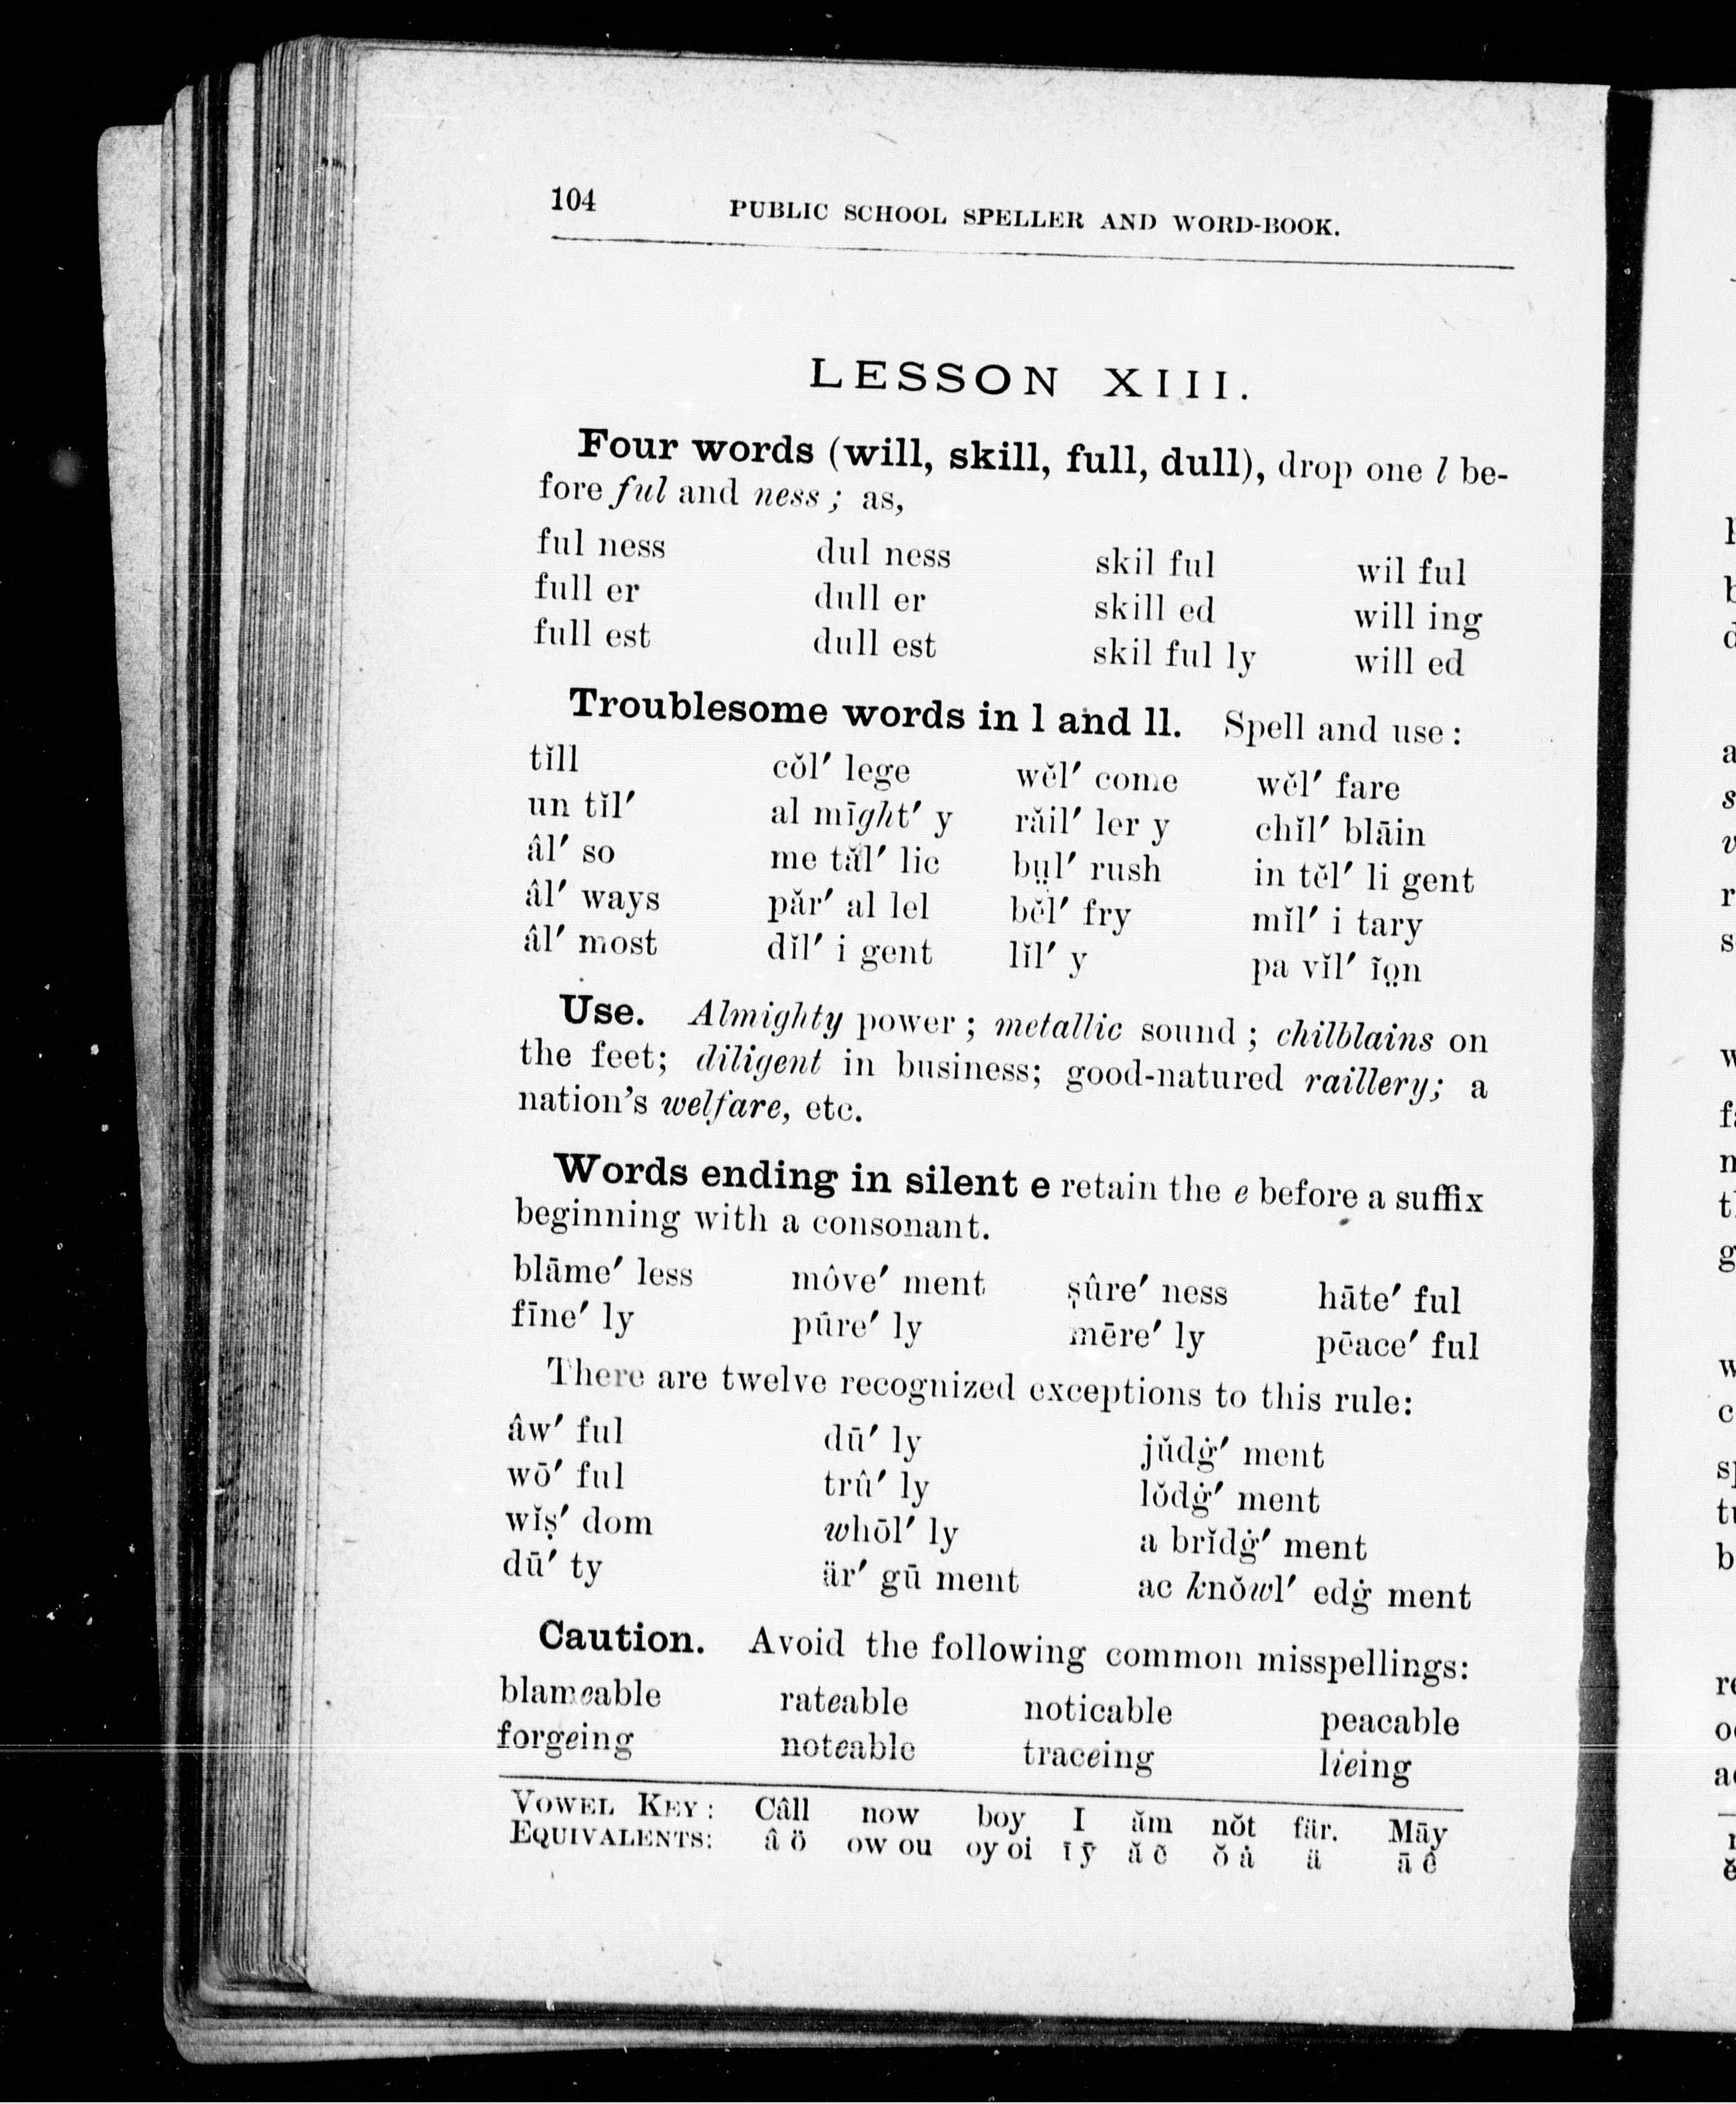 104 PUBLIC SCHOOL SPELLER AND WORD-BOOK.
LESSON XIII.
Four words (will, skill, full, dull), drop one l be-
fore ful and ness; as,
ful ness dul ness skil ful wil ful
full er dull er skill ed will ing
full est dull est skil ful ly will ed
Troublesome words in l and ll. Spell and use:
tĭll cŏl′ lege wĕl′ come wĕl′ fare
un tĭl′ al mīght′ y răil′ ler y chĭl′ blāin
âl′ so me tăl′ lic bụl′ rush in tĕl′ li gent
âl′ ways păr′ al lel bĕl′ fry mĭl′ i tary
âl′ most dĭl′ i gent lĭl′ y pa vĭl′ ĭo̤n
Use. Almighty power; metallic sound; chilblains on
the feet; diligent in business; good-natured raillery; a
nation's welfare, etc.
Words ending in silent e retain the e before a suffix
beginning with a consonant.
blāme′ less môve′ ment şûre′ ness hāte′ ful
fīne′ ly pūre′ ly mēre′ ly pēace′ ful
There are twelve recognized exceptions to this rule:
âw′ ful dū′ ly jŭdġ′ ment
wō′ ful trû′ ly lŏdġ′ ment
wĭş′ dom whōl′ ly a brĭdġ′ ment
dū′ ty är′ gū ment ac knŏwl′ edġ ment
Caution. Avoid the following common misspellings:
blameable rateable noticable peacable
forgeing noteable traceing lieing
VOWEL KEY: Câll now boy I ăm nŏt fär. Māy
EQUIVALENTS: â ö ow ou oy oi ī ȳ ă ĕ ŏ ȧ ä ā ê